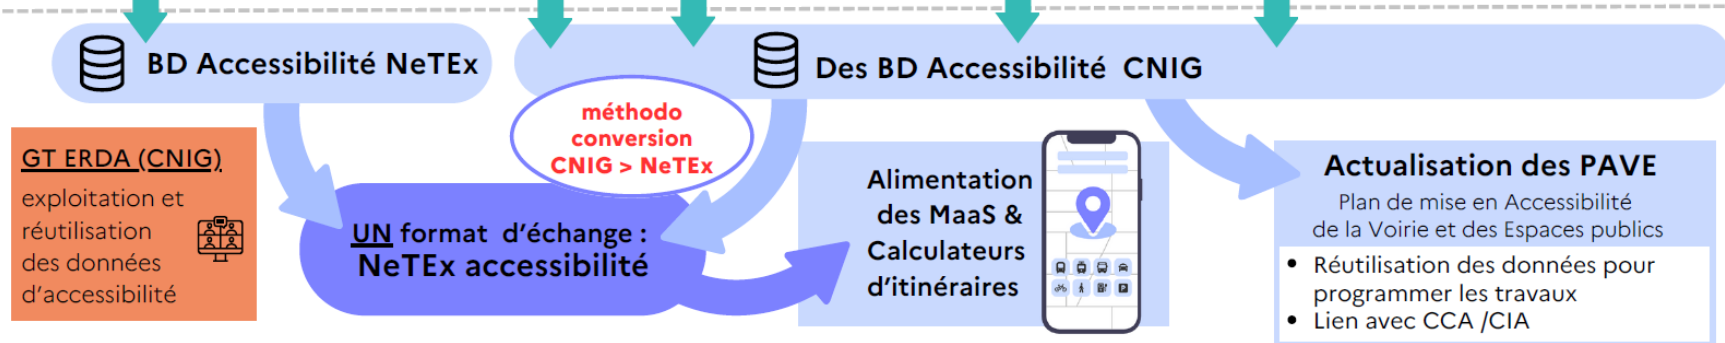 BD Accessibilité NeTEx
Des BD Accessibilité CNIG
méthodo
conversion
CNIG > NeTEx
GT ERDA (CNIG)
exploitation et
réutilisation
des données
d'accessibilité
UN format d'échange :
NeTEx accessibilité
Alimentation
des MaaS &
Calculateurs
d'itinéraires
Actualisation des PAVE
Plan de mise en Accessibilité
de la Voirie et des Espaces publics
• Réutilisation des données pour
programmer les travaux
• Lien avec CCA /CIA